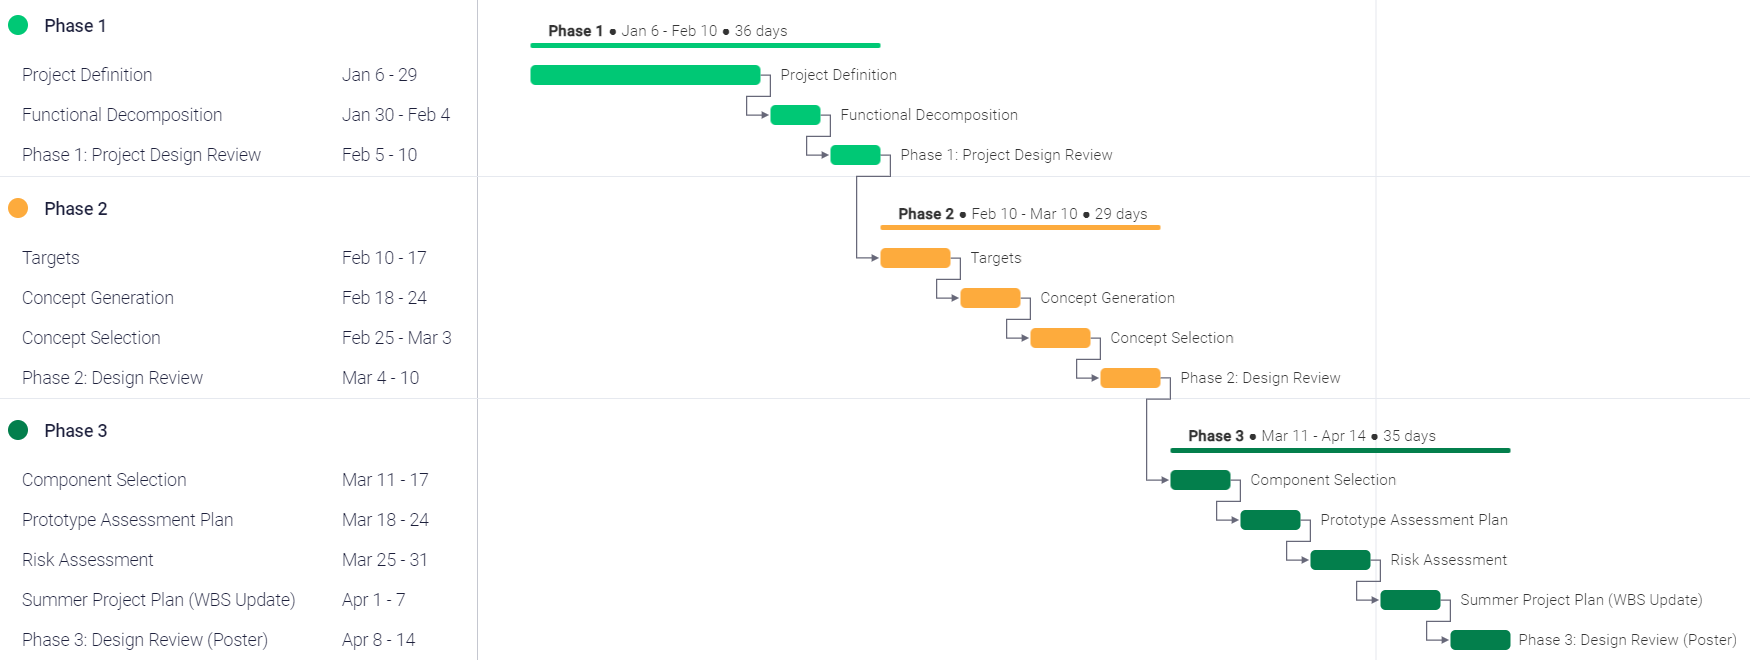 Phase 1
Phase 1 ● Jan 6 - Feb 10 ● 36 days
Project Definition Jan 6 - 29 Project Definition
Functional Decomposition Jan 30 - Feb 4 Functional Decomposition
Phase 1: Project Design Review Feb 5 - 10 Phase 1: Project Design Review
Phase 2
Phase 2 ● Feb 10 - Mar 10 ● 29 days
Targets Feb 10 - 17 Targets
Concept Generation Feb 18 - 24 Concept Generation
Concept Selection Feb 25 - Mar 3 Concept Selection
Phase 2: Design Review Mar 4 - 10 Phase 2: Design Review
Phase 3
Phase 3 ● Mar 11 - Apr 14 ● 35 days
Component Selection Mar 11 - 17 Component Selection
Prototype Assessment Plan Mar 18 - 24 Prototype Assessment Plan
Risk Assessment Mar 25 - 31 Risk Assessment
Summer Project Plan (WBS Update) Apr 1 - 7 Summer Project Plan (WBS Update)
Phase 3: Design Review (Poster) Apr 8 - 14 Phase 3: Design Review (Poster)